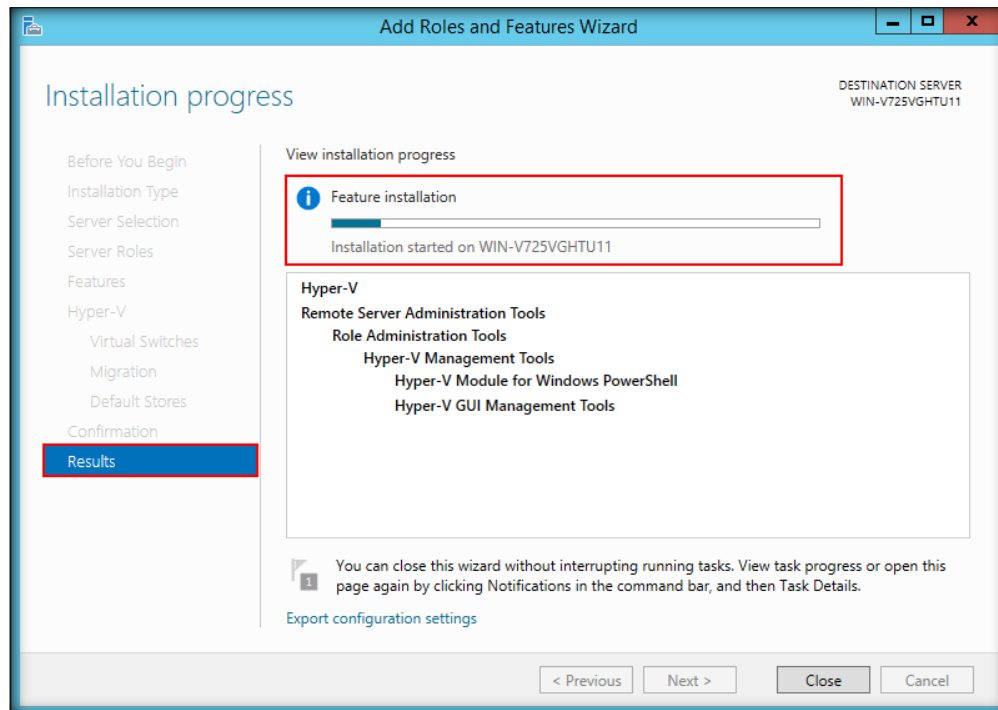 Add Roles and Features Wizard
Installation progress
DESTINATION SERVER
WIN-V725VGHTU11
Before You Begin
Installation Type
Server Selection
Server Roles
Features
Hyper-V
Virtual Switches
Migration
Default Stores
Confirmation
Results
View installation progress
Feature installation
Installation started on WIN-V725VGHTU11
Hyper-V
Remote Server Administration Tools
Role Administration Tools
Hyper-V Management Tools
Hyper-V Module for Windows PowerShell
Hyper-V GUI Management Tools
1
You can close this wizard without interrupting running tasks. View task progress or open this
page again by clicking Notifications in the command bar, and then Task Details.
Export configuration settings
< Previous
Next >
Close
Cancel